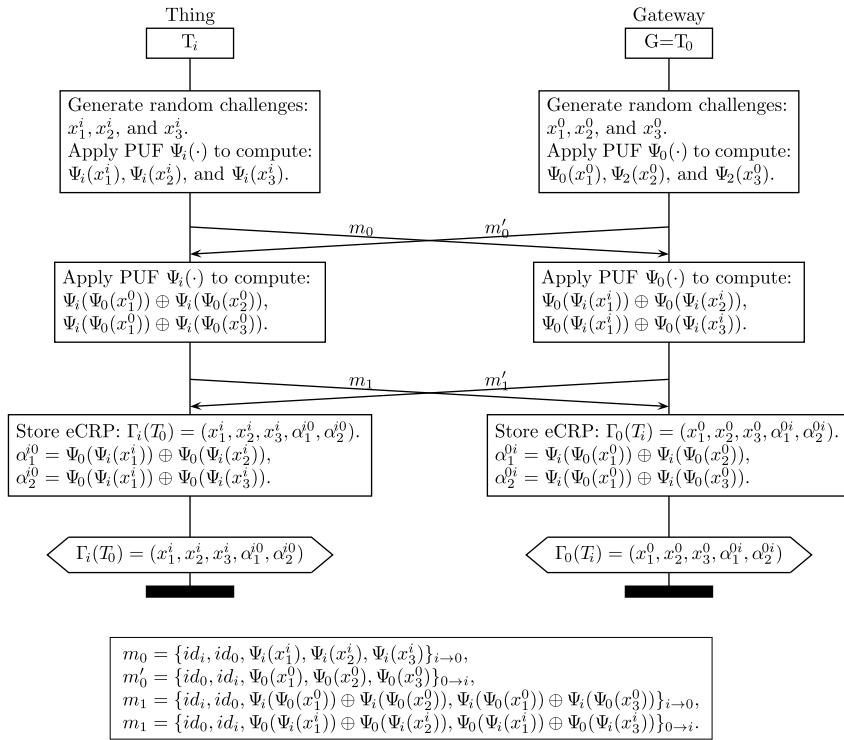 Thing Gateway
T_i G=T_0
Generate random challenges:
x_1^i, x_2^i, and x_3^i.
Apply PUF Ψ_i(·) to compute:
Ψ_i(x_1^i), Ψ_i(x_2^i), and Ψ_i(x_3^i).
Generate random challenges:
x_1^0, x_2^0, and x_3^0.
Apply PUF Ψ_0(·) to compute:
Ψ_0(x_1^0), Ψ_2(x_2^0), and Ψ_2(x_3^0).
m_0 m_0′
Apply PUF Ψ_i(·) to compute:
Ψ_i(Ψ_0(x_1^0)) ⊕ Ψ_i(Ψ_0(x_2^0)),
Ψ_i(Ψ_0(x_1^0)) ⊕ Ψ_i(Ψ_0(x_3^0)).
Apply PUF Ψ_0(·) to compute:
Ψ_0(Ψ_i(x_1^i)) ⊕ Ψ_0(Ψ_i(x_2^i)),
Ψ_0(Ψ_i(x_1^i)) ⊕ Ψ_0(Ψ_i(x_3^i)).
m_1 m_1′
Store eCRP: Γ_i(T_0) = (x_1^i, x_2^i, x_3^i, α_1^{i0}, α_2^{i0}).
α_1^{i0} = Ψ_0(Ψ_i(x_1^i)) ⊕ Ψ_0(Ψ_i(x_2^i)),
α_2^{i0} = Ψ_0(Ψ_i(x_1^i)) ⊕ Ψ_0(Ψ_i(x_3^i)).
Store eCRP: Γ_0(T_i) = (x_1^0, x_2^0, x_3^0, α_1^{0i}, α_2^{0i}).
α_1^{0i} = Ψ_i(Ψ_0(x_1^0)) ⊕ Ψ_i(Ψ_0(x_2^0)),
α_2^{0i} = Ψ_i(Ψ_0(x_1^0)) ⊕ Ψ_i(Ψ_0(x_3^0)).
Γ_i(T_0) = (x_1^i, x_2^i, x_3^i, α_1^{i0}, α_2^{i0})
Γ_0(T_i) = (x_1^0, x_2^0, x_3^0, α_1^{0i}, α_2^{0i})
m_0 = {id_i, id_0, Ψ_i(x_1^i), Ψ_i(x_2^i), Ψ_i(x_3^i)}_{i→0},
m_0′ = {id_0, id_i, Ψ_0(x_1^0), Ψ_0(x_2^0), Ψ_0(x_3^0)}_{0→i},
m_1 = {id_i, id_0, Ψ_i(Ψ_0(x_1^0)) ⊕ Ψ_i(Ψ_0(x_2^0)), Ψ_i(Ψ_0(x_1^0)) ⊕ Ψ_i(Ψ_0(x_3^0))}_{i→0},
m_1 = {id_0, id_i, Ψ_0(Ψ_i(x_1^i)) ⊕ Ψ_0(Ψ_i(x_2^i)), Ψ_0(Ψ_i(x_1^i)) ⊕ Ψ_0(Ψ_i(x_3^i))}_{0→i}.